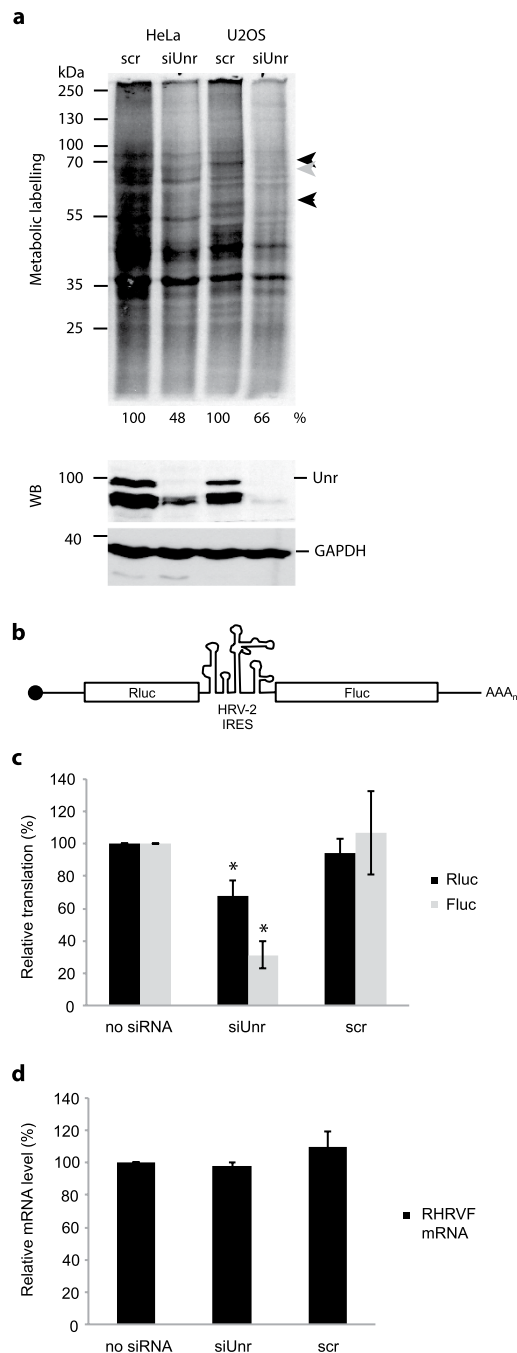 a
HeLa U2OS
scr siUnr scr siUnr
kDa
250
130
100
70
55
35
25
Metabolic labelling
100 48 100 66 %
WB
100
Unr
40
GAPDH
b
Rluc
HRV-2
IRES
Fluc
AAAn
c
Relative translation (%)
140
120
100
80
60
40
20
0
* *
no siRNA siUnr scr
Rluc
Fluc
d
Relative mRNA level (%)
140
120
100
80
60
40
20
0
no siRNA siUnr scr
RHRVF
mRNA